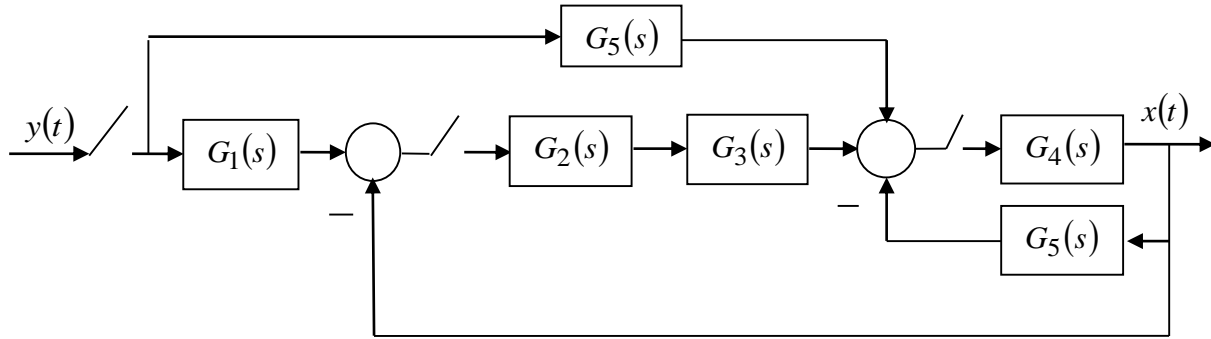 G₅(s)
y(t)
G₁(s)
G₂(s)
G₃(s)
G₄(s)
x(t)
−
−
G₅(s)